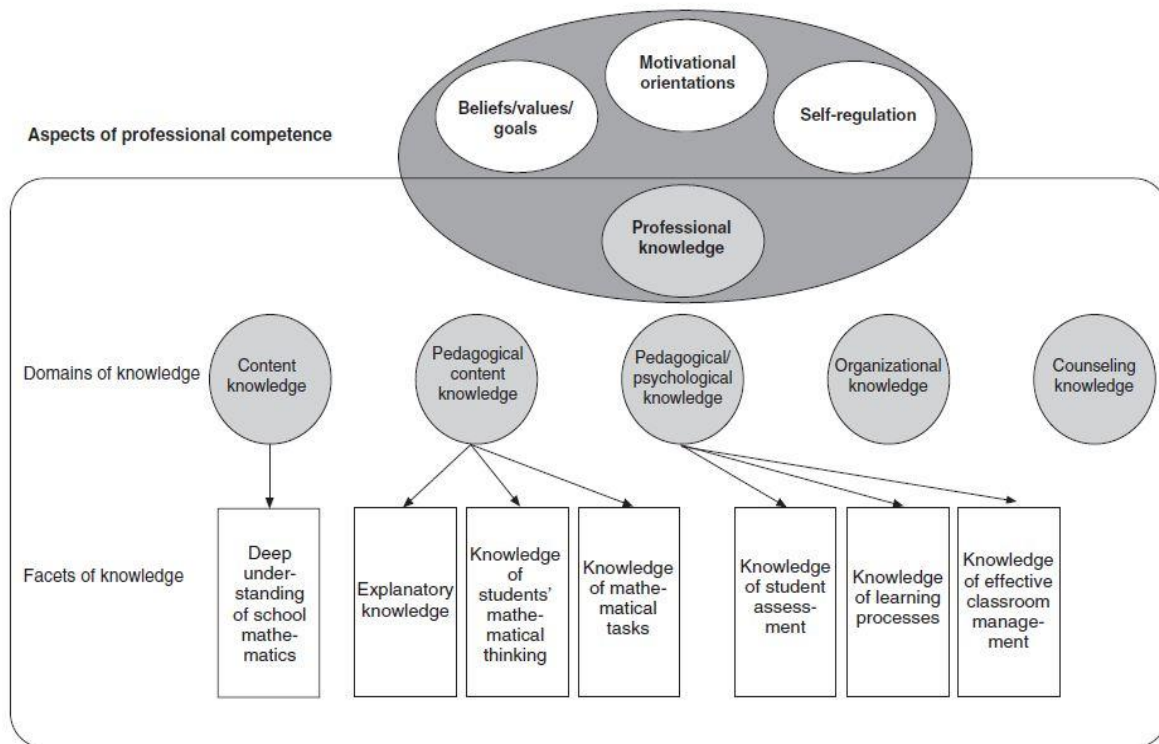 Motivational
orientations
Beliefs/values/
goals
Self-regulation
Aspects of professional competence
Professional
knowledge
Domains of knowledge
Content
knowledge
Pedagogical
content
knowledge
Pedagogical/
psychological
knowledge
Organizational
knowledge
Counseling
knowledge
Facets of knowledge
Deep
under-
standing
of school
mathe-
matics
Explanatory
knowledge
Knowledge
of
students'
mathe-
matical
thinking
Knowledge
of mathe-
matical
tasks
Knowledge
of student
assess-
ment
Knowledge
of learning
processes
Knowledge
of effective
classroom
manage-
ment